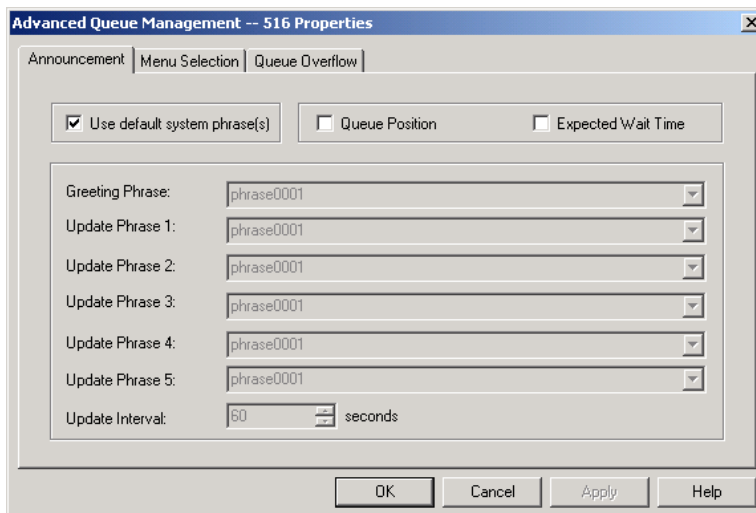 Advanced Queue Management -- 516 Properties
Announcement Menu Selection Queue Overflow
Use default system phrase(s) Queue Position Expected Wait Time
Greeting Phrase: phrase0001
Update Phrase 1: phrase0001
Update Phrase 2: phrase0001
Update Phrase 3: phrase0001
Update Phrase 4: phrase0001
Update Phrase 5: phrase0001
Update Interval: 60 seconds
OK Cancel Apply Help